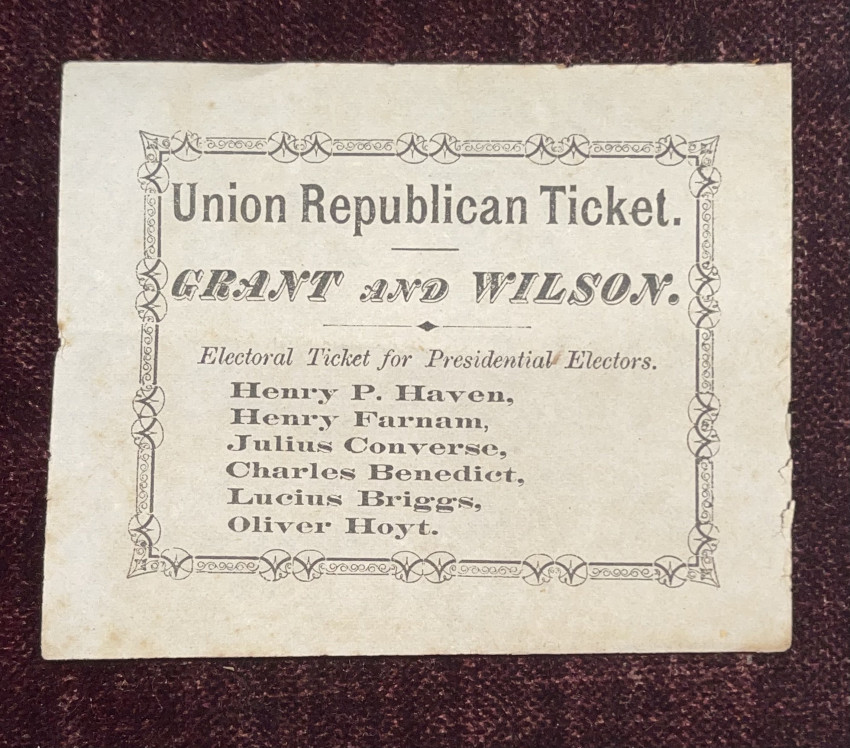 Union Republican Ticket.
GRANT AND WILSON.
Electoral Ticket for Presidential Electors.
Henry P. Haven,
Henry Farnam,
Julius Converse,
Charles Benedict,
Lucius Briggs,
Oliver Hoyt.